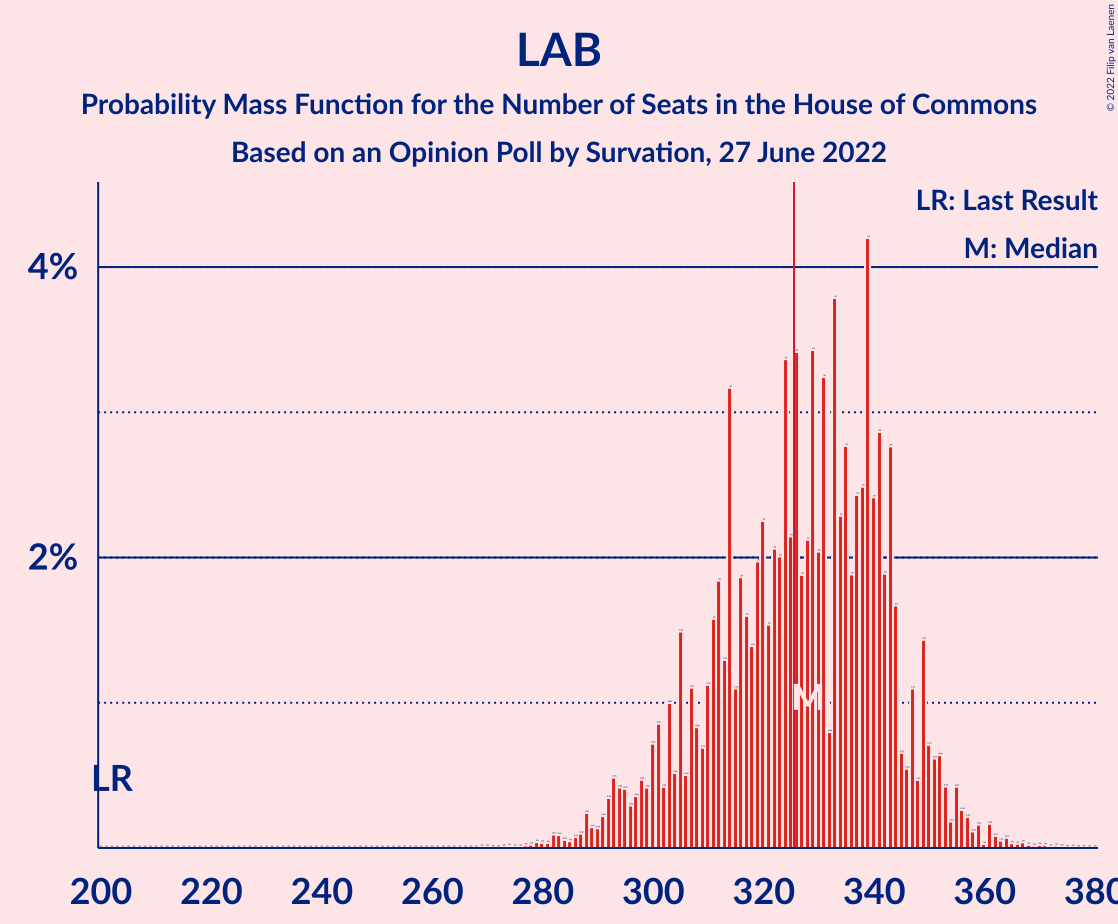 LAB
Probability Mass Function for the Number of Seats in the House of Commons
Based on an Opinion Poll by Survation, 27 June 2022
© 2022 Filip van Laenen
LR: Last Result
M: Median
4%
2%
M
LR
200 220 240 260 280 300 320 340 360 380